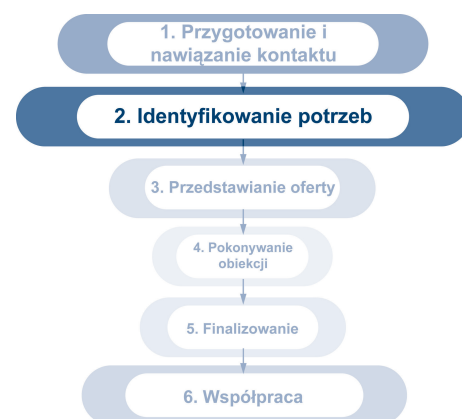 1. Przygotowanie i
nawiązanie kontaktu
2. Identyfikowanie potrzeb
3. Przedstawianie oferty
4. Pokonywanie
obiekcji
5. Finalizowanie
6. Współpraca